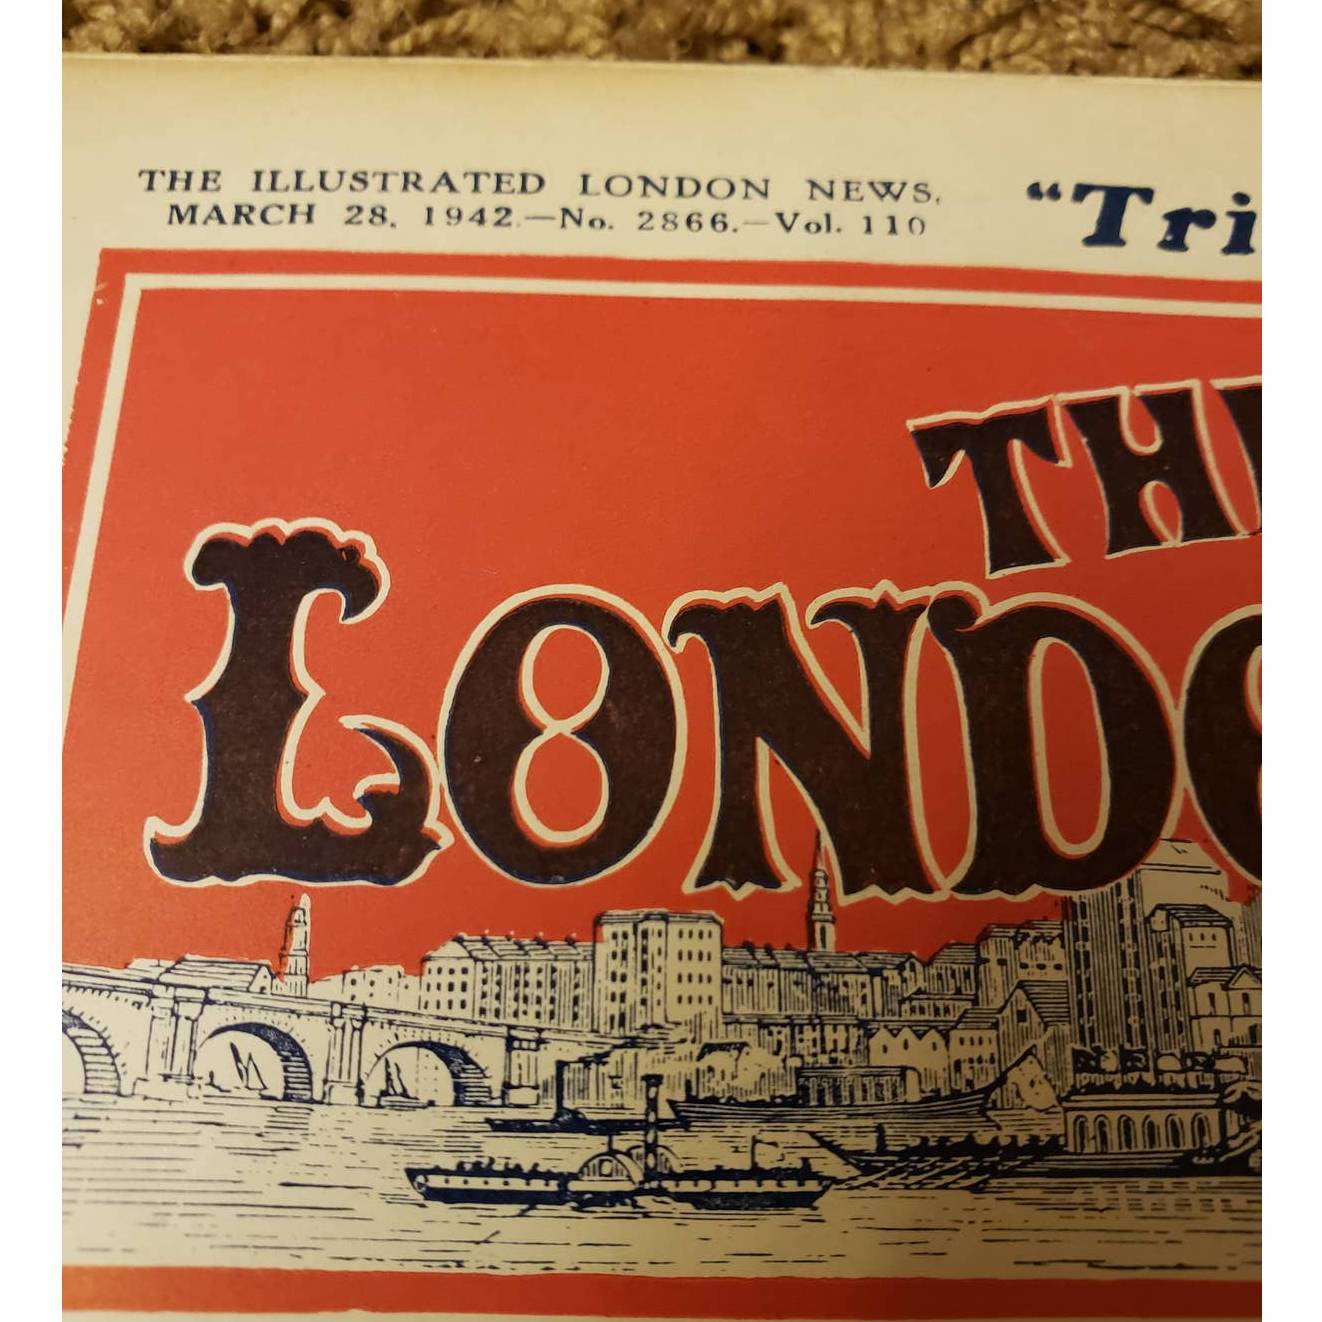 THE ILLUSTRATED LONDON NEWS,
MARCH 28, 1942.—No. 2866.—Vol. 110
"Tri
THE
LONDO